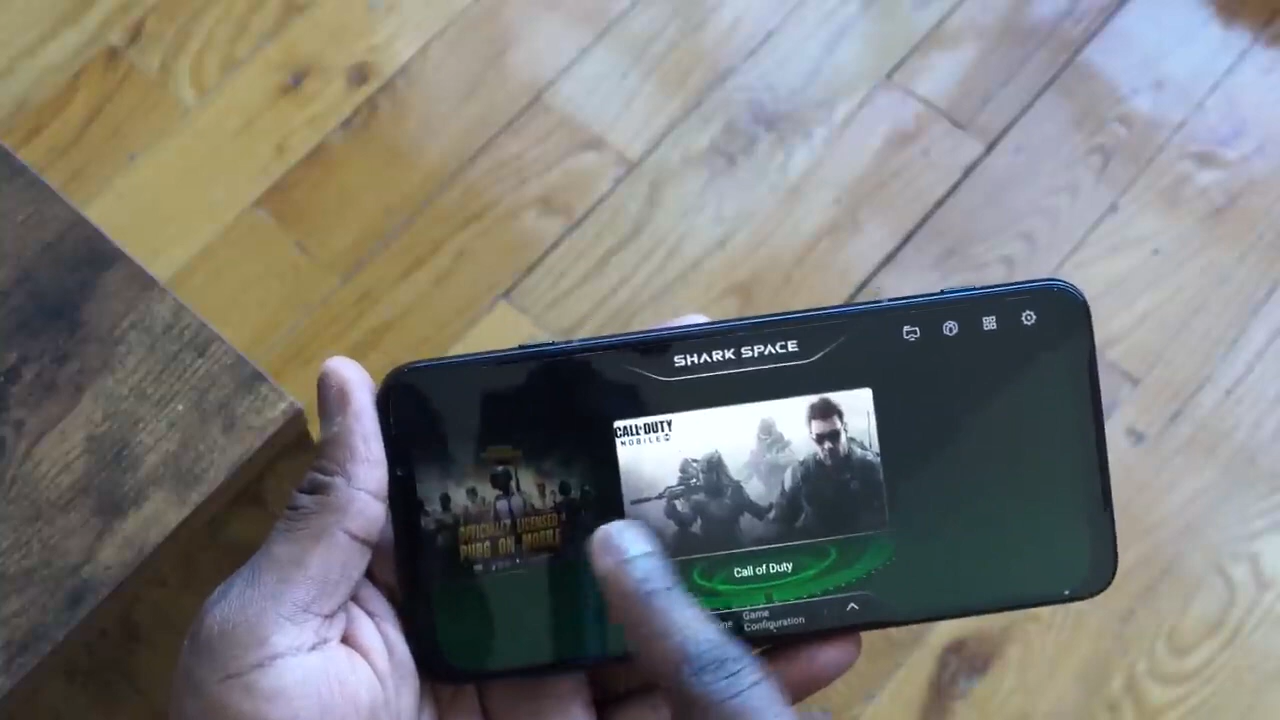 SHARK SPACE
CALL OF DUTY
MOBILE
OFFICIALLY LICENSED
PUBG ON MOBILE
Call of Duty
Game
Configuration